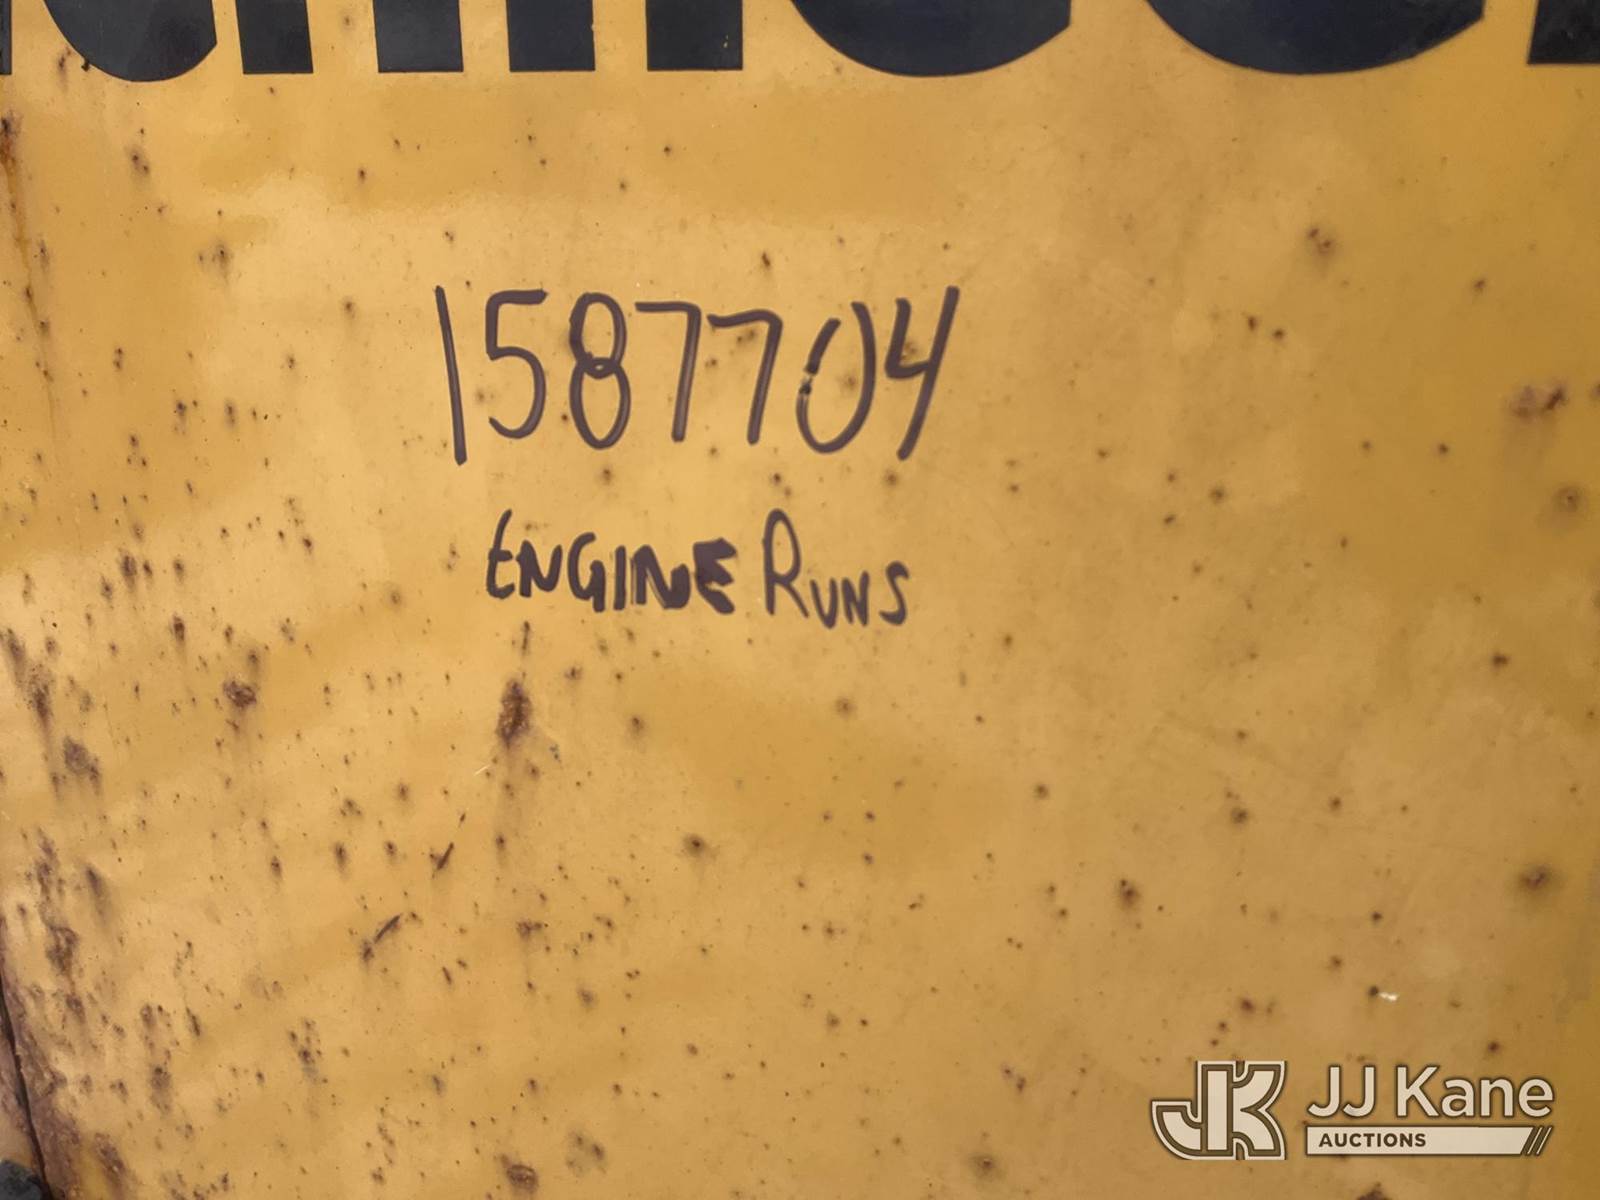 1587704
ENGINE RUNS
JJ Kane
AUCTIONS